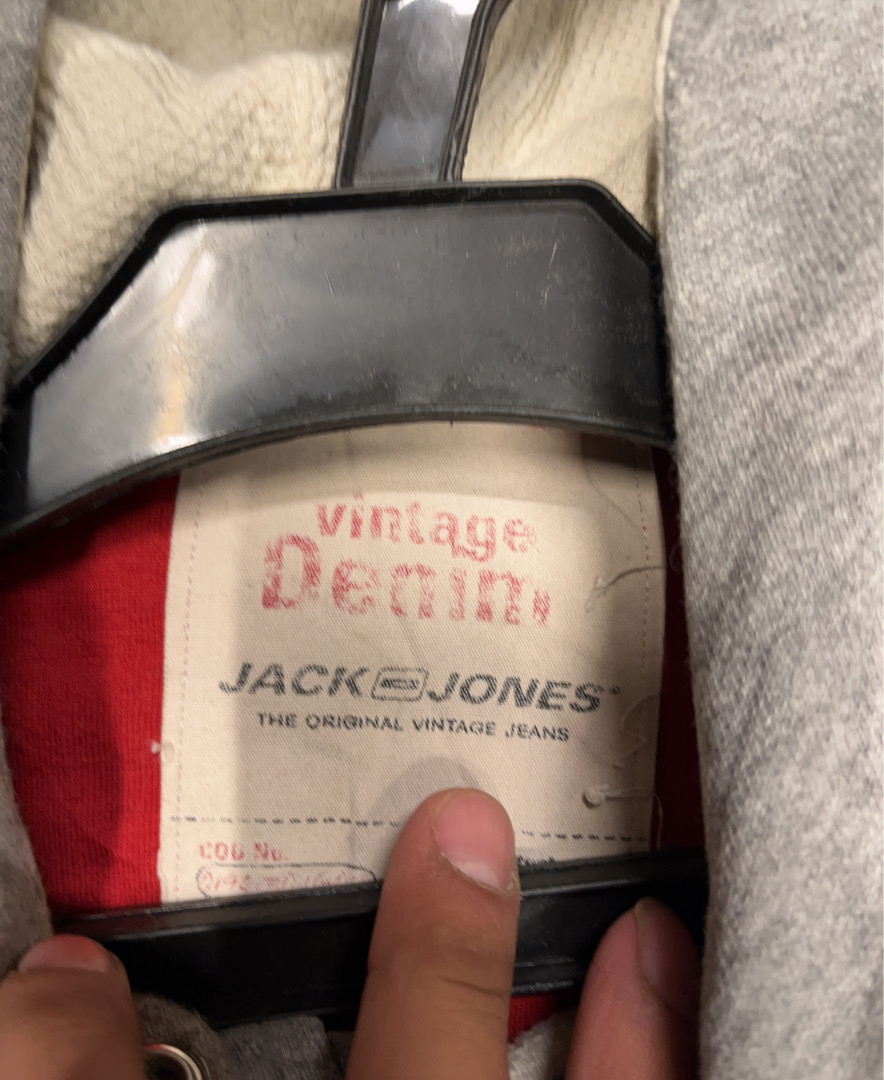 vintage
Denim
JACK JONES
THE ORIGINAL VINTAGE JEANS
COD No.